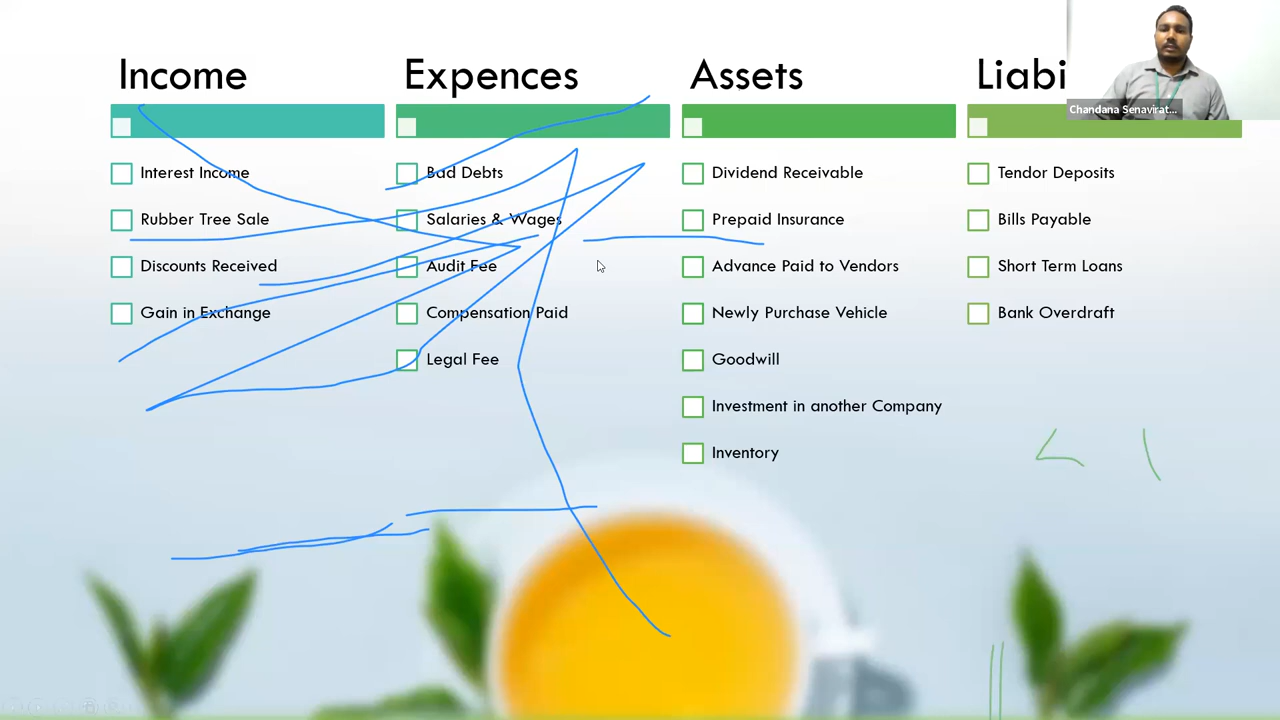 Income
Interest Income
Rubber Tree Sale
Discounts Received
Gain in Exchange
Expences
Bad Debts
Salaries & Wages
Audit Fee
Compensation Paid
Legal Fee
Assets
Dividend Receivable
Prepaid Insurance
Advance Paid to Vendors
Newly Purchase Vehicle
Goodwill
Investment in another Company
Inventory
Liabi
Tendor Deposits
Bills Payable
Short Term Loans
Bank Overdraft
Chandana Senavirat...